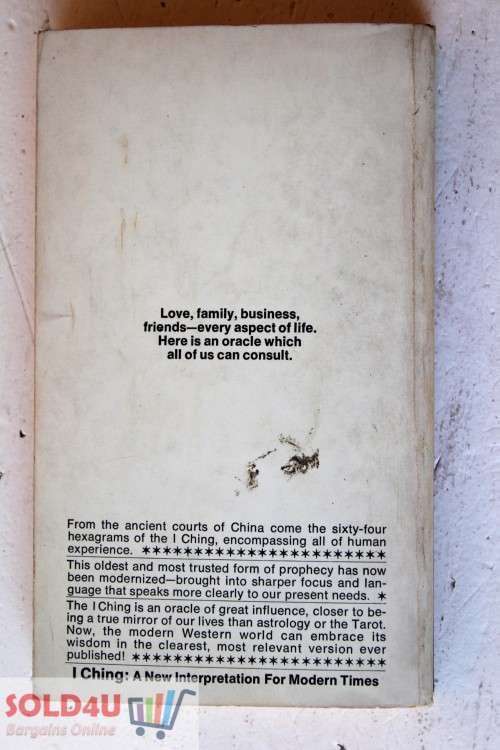 Love, family, business,
friends—every aspect of life.
Here is an oracle which
all of us can consult.
From the ancient courts of China come the sixty-four
hexagrams of the I Ching, encompassing all of human
experience. ✶✶✶✶✶✶✶✶✶✶✶✶✶✶✶✶✶✶✶✶✶✶✶✶
This oldest and most trusted form of prophecy has now
been modernized—brought into sharper focus and lan-
guage that speaks more clearly to our present needs. ✶
The I Ching is an oracle of great influence, closer to be-
ing a true mirror of our lives than astrology or the Tarot.
Now, the modern Western world can embrace its
wisdom in the clearest, most relevant version ever
published! ✶✶✶✶✶✶✶✶✶✶✶✶✶✶✶✶✶✶✶✶✶✶✶✶✶
I Ching: A New Interpretation For Modern Times
SOLD4U
Bargains Online